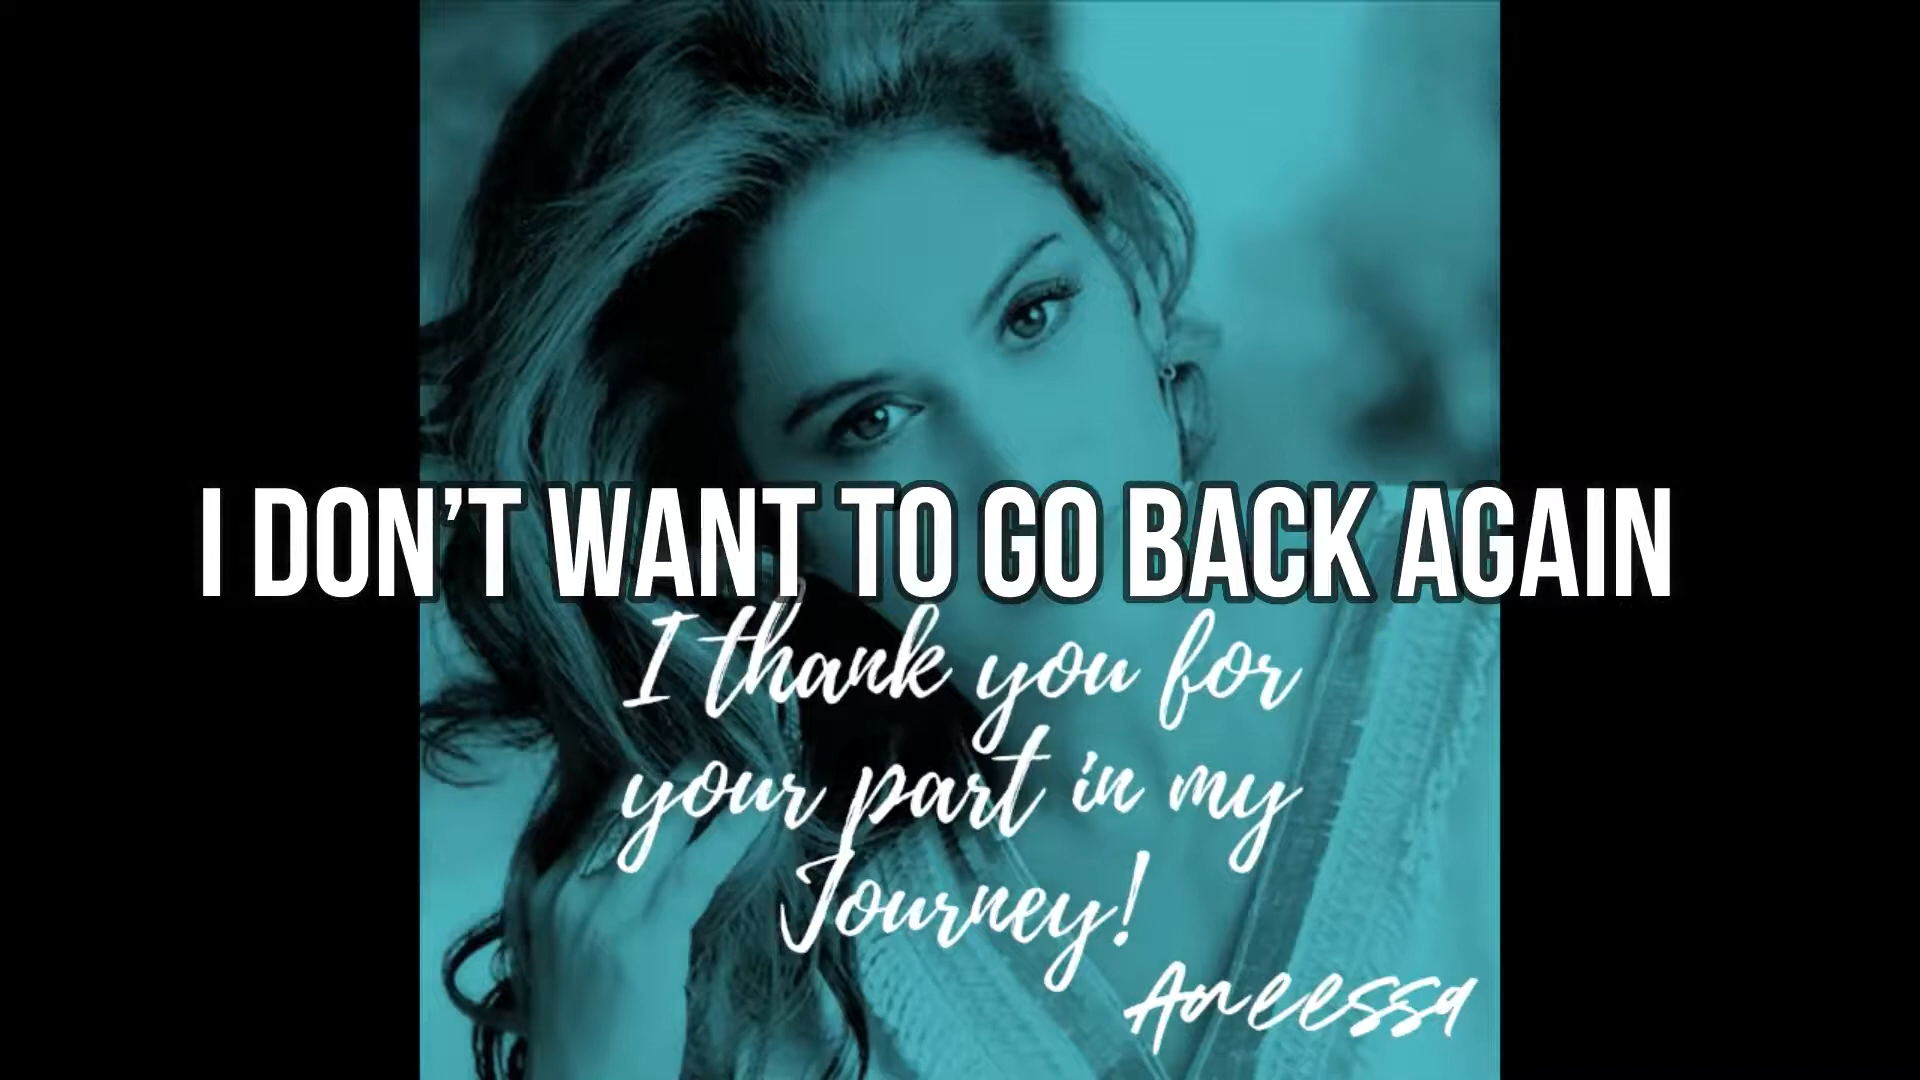 I DON’T WANT TO GO BACK AGAIN
I thank you for
your part in my
Journey!
Aneessa